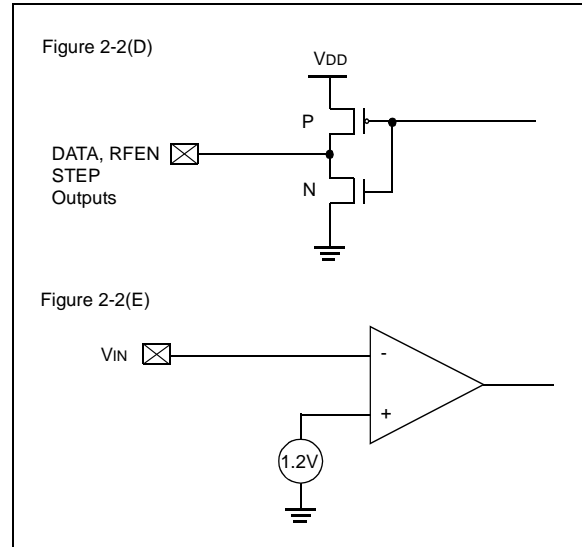 Figure 2-2(D)
VDD
P
DATA, RFEN
STEP
Outputs
N
Figure 2-2(E)
VIN
-
+
1.2V